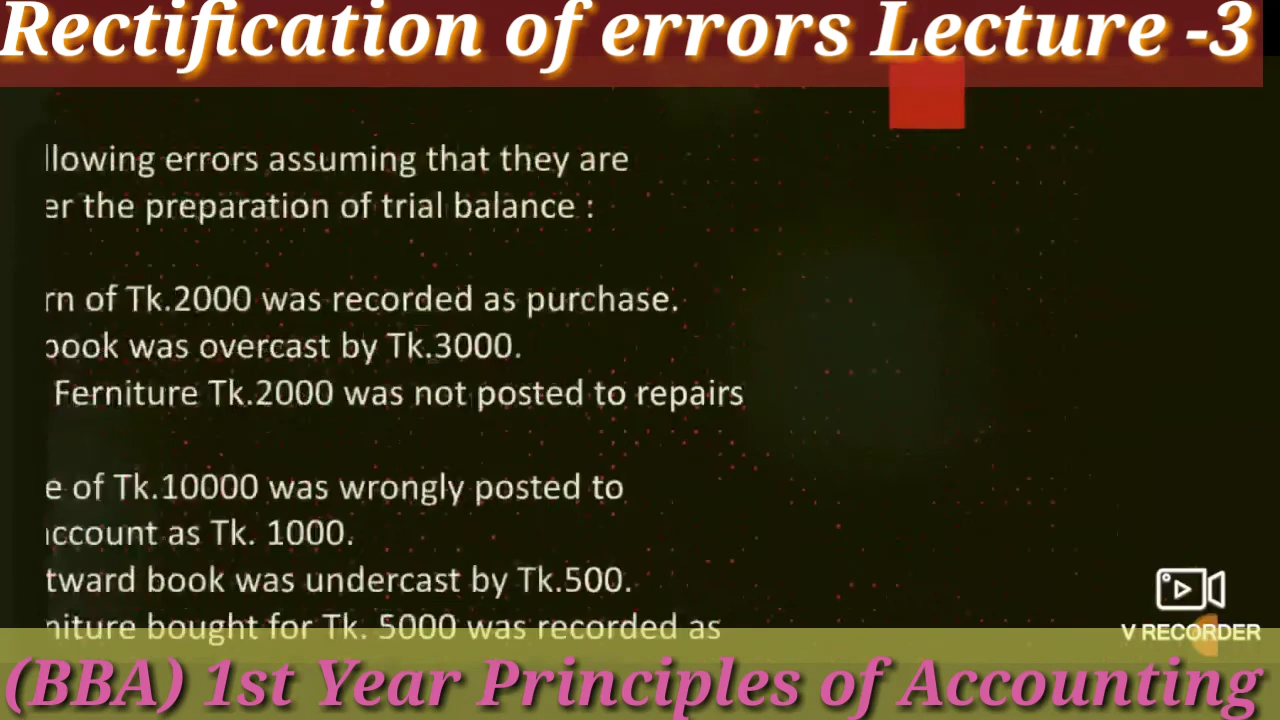 Rectification of errors Lecture -3
llowing errors assuming that they are
er the preparation of trial balance :
rn of Tk.2000 was recorded as purchase.
book was overcast by Tk.3000.
Ferniture Tk.2000 was not posted to repairs
e of Tk.10000 was wrongly posted to
account as Tk. 1000.
tward book was undercast by Tk.500.
niture bought for Tk. 5000 was recorded as
V RECORDER
(BBA) 1st Year Principles of Accounting